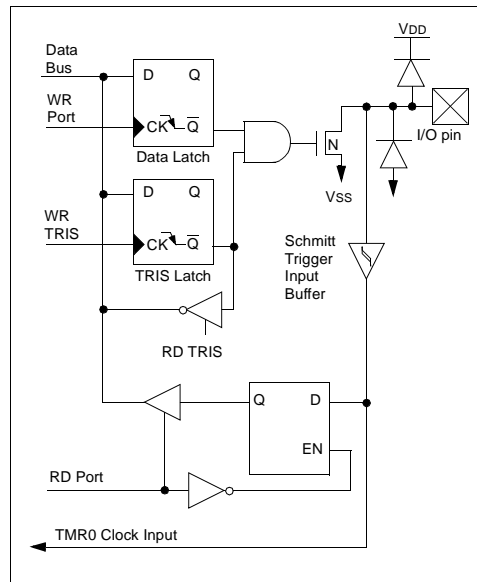 Data
Bus
VDD
D Q
WR
Port
CK Q
Data Latch
N
I/O pin
VSS
D Q
WR
TRIS
CK Q
TRIS Latch
Schmitt
Trigger
Input
Buffer
RD TRIS
Q D
EN
RD Port
TMR0 Clock Input